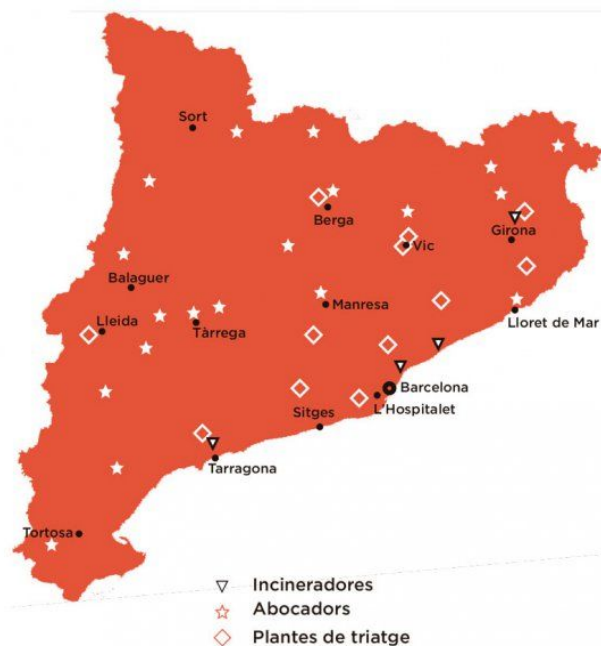 Sort
Berga
Girona
Vic
Balaguer
Manresa
Lleida
Tàrrega
Lloret de Mar
Barcelona
L'Hospitalet
Sitges
Tarragona
Tortosa
Incineradores
Abocadors
Plantes de triatge